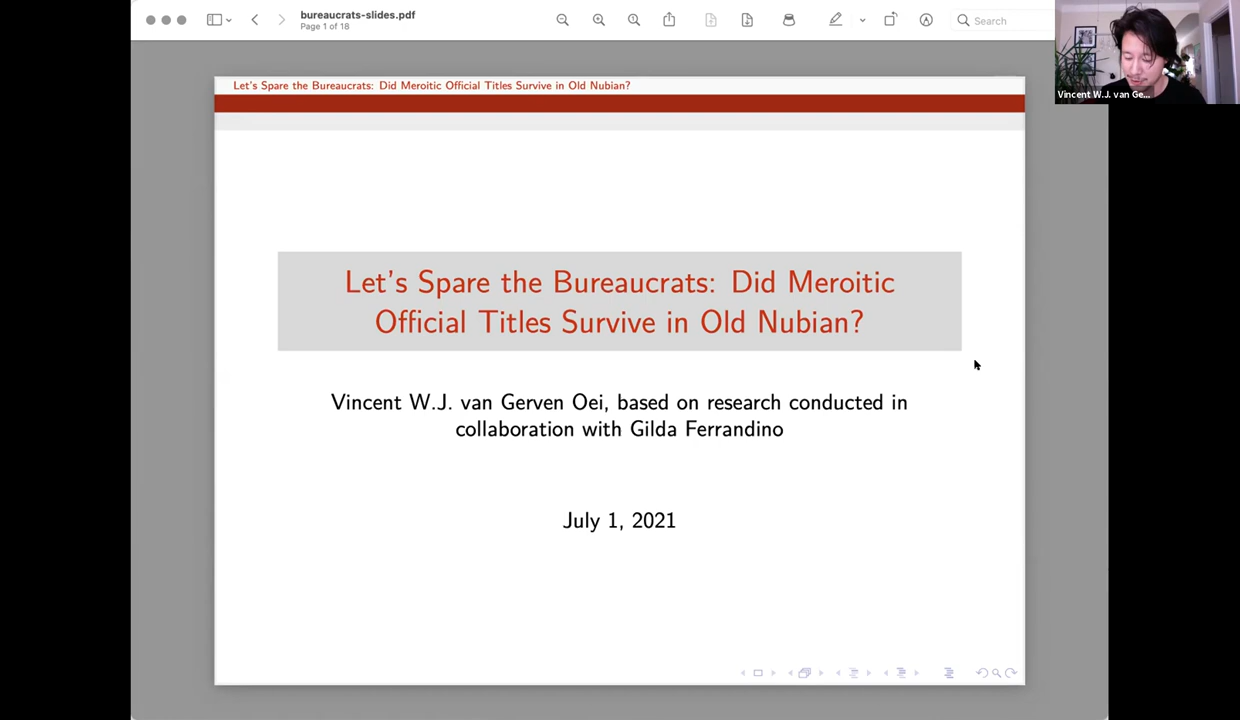 bureaucrats-slides.pdf
Page 1 of 18
Search
Vincent W.J. van Ge...
Let's Spare the Bureaucrats: Did Meroitic Official Titles Survive in Old Nubian?
Let's Spare the Bureaucrats: Did Meroitic
Official Titles Survive in Old Nubian?
Vincent W.J. van Gerven Oei, based on research conducted in
collaboration with Gilda Ferrandino
July 1, 2021